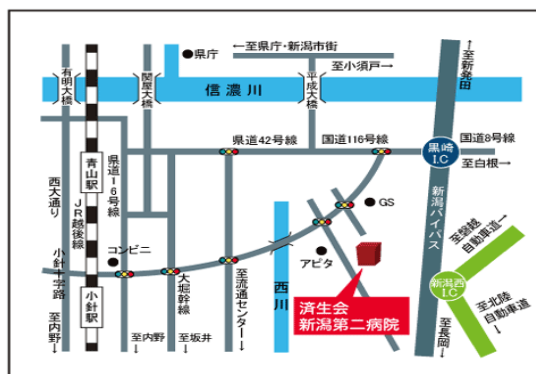 県庁
←至県庁・新潟市街
至小須戸→
至新発田
有明大橋
関屋大橋
信濃川
平成大橋
県道42号線
国道116号線
黒崎
I.C
国道8号線
至白根→
青山駅
県道16号線
西大通り
JR越後線
新潟バイパス
GS
至磐越
自動車道→
コンビニ
アピタ
小針十字路
小針駅
大堀幹線
至流通センター→
西川
済生会
新潟第二病院
新潟西
I.C
至北陸
自動車道→
至内野→
至内野→
至坂井→
至長岡→